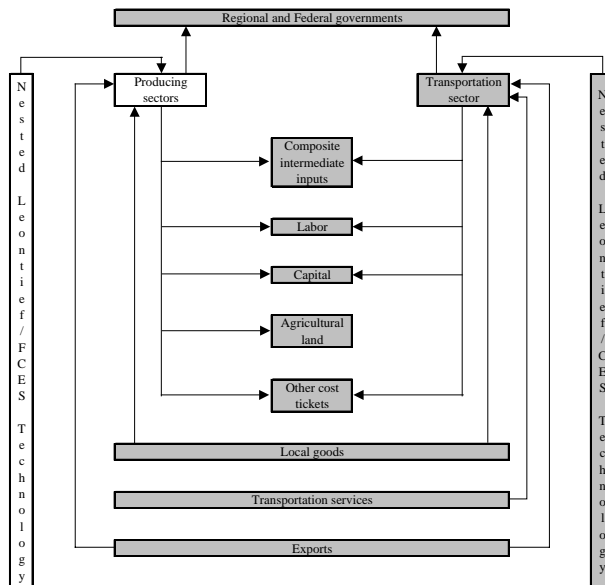 Regional and Federal governments
Nested Leontief/FCES Technology
Producing
sectors
Transportation
sector
Nested Leontief/FCES Technology
Composite
intermediate
inputs
Labor
Capital
Agricultural
land
Other cost
tickets
Local goods
Transportation services
Exports